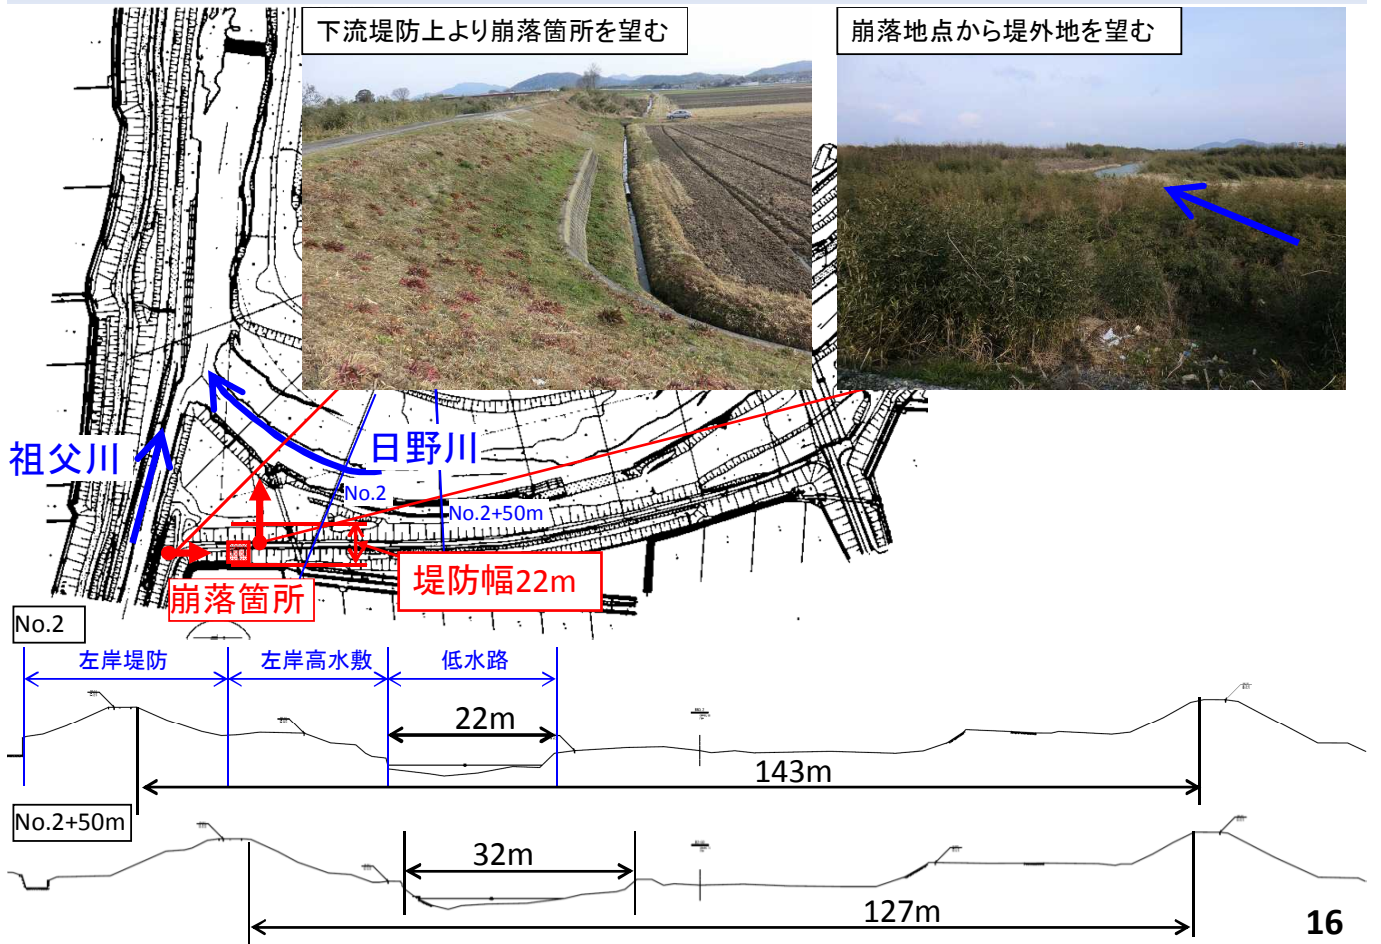 下流堤防上より崩落箇所を望む
崩落地点から堤外地を望む
祖父川
日野川
No.2
No.2+50m
堤防幅22m
崩落箇所
No.2
左岸堤防
左岸高水敷
低水路
22m
143m
No.2+50m
32m
127m
16